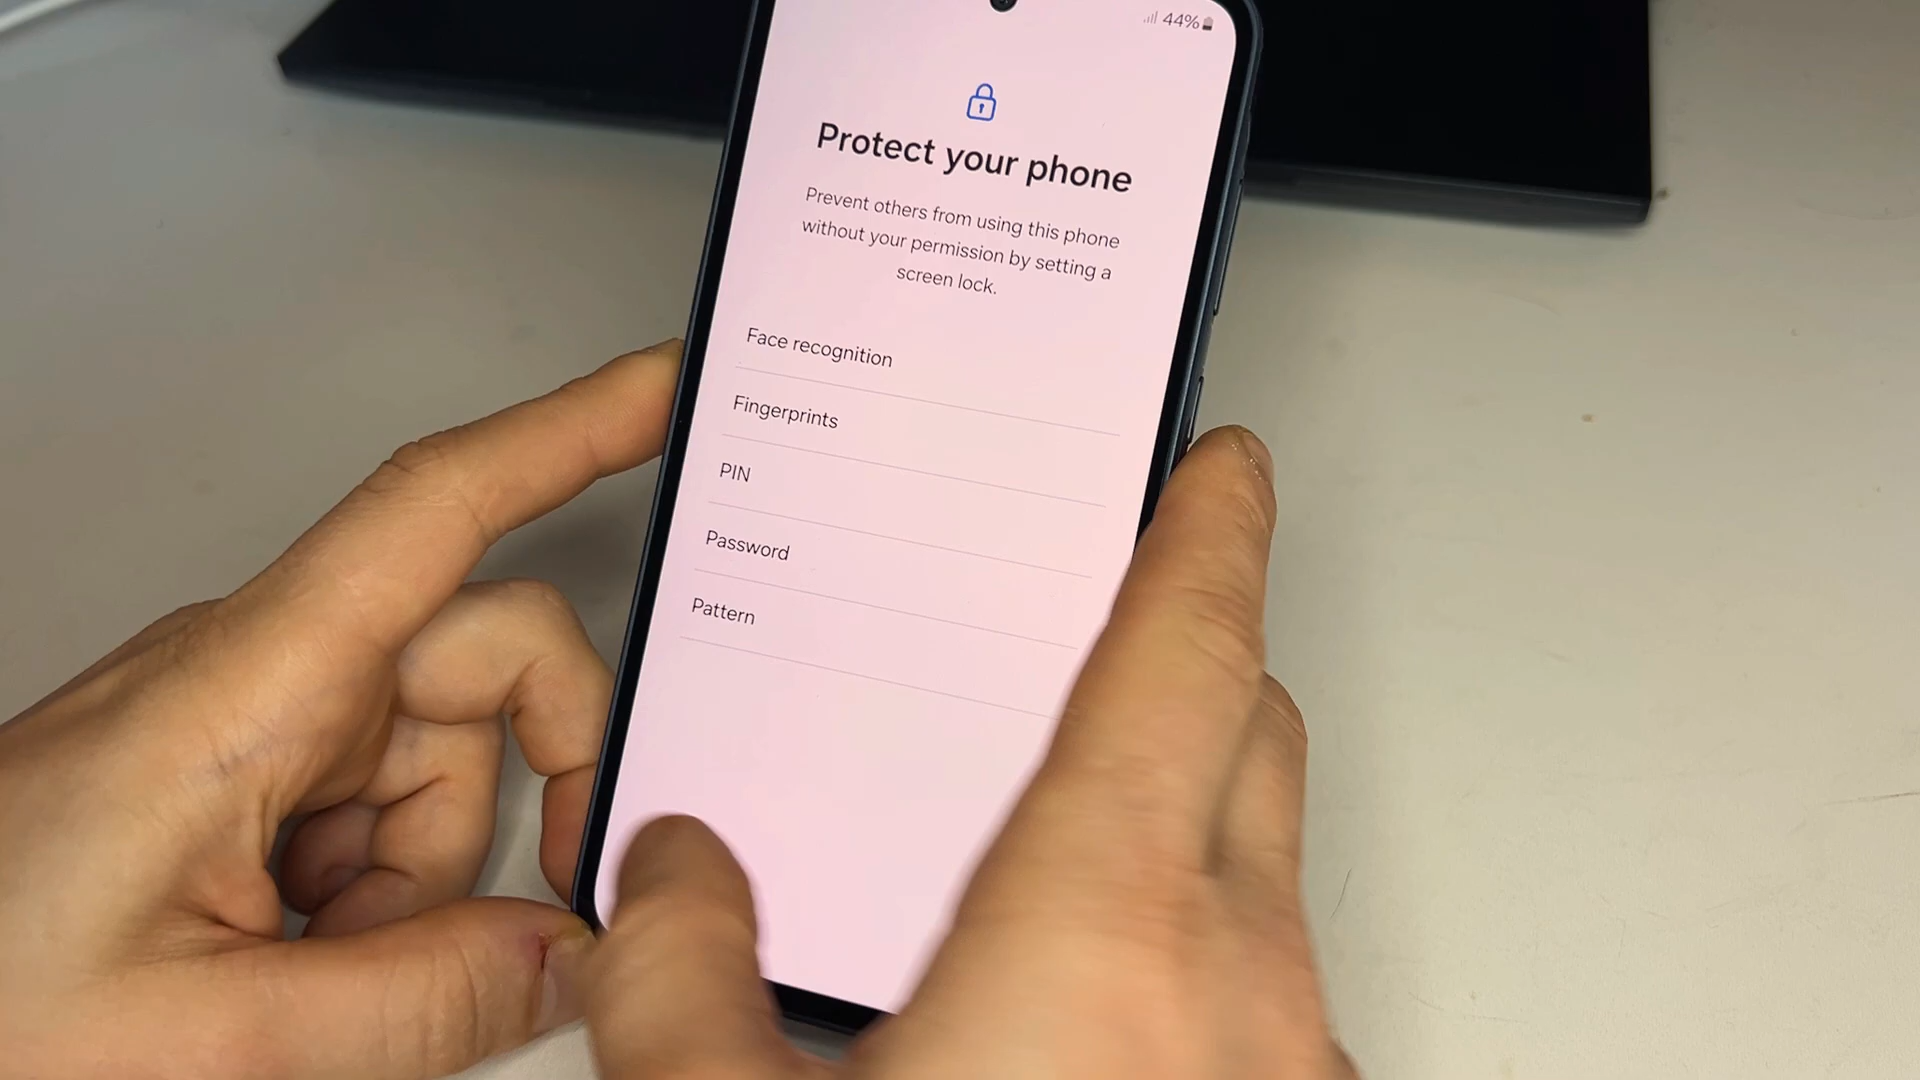 44%
Protect your phone
Prevent others from using this phone
without your permission by setting a
screen lock.
Face recognition
Fingerprints
PIN
Password
Pattern